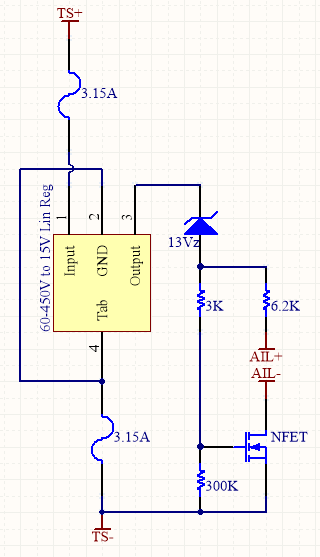 TS+
3.15A
60-450V to 15V Lin Reg
1
2
3
Input
GND
Output
Tab
4
13Vz
3K
6.2K
AIL+
AIL-
3.15A
NFET
300K
TS-